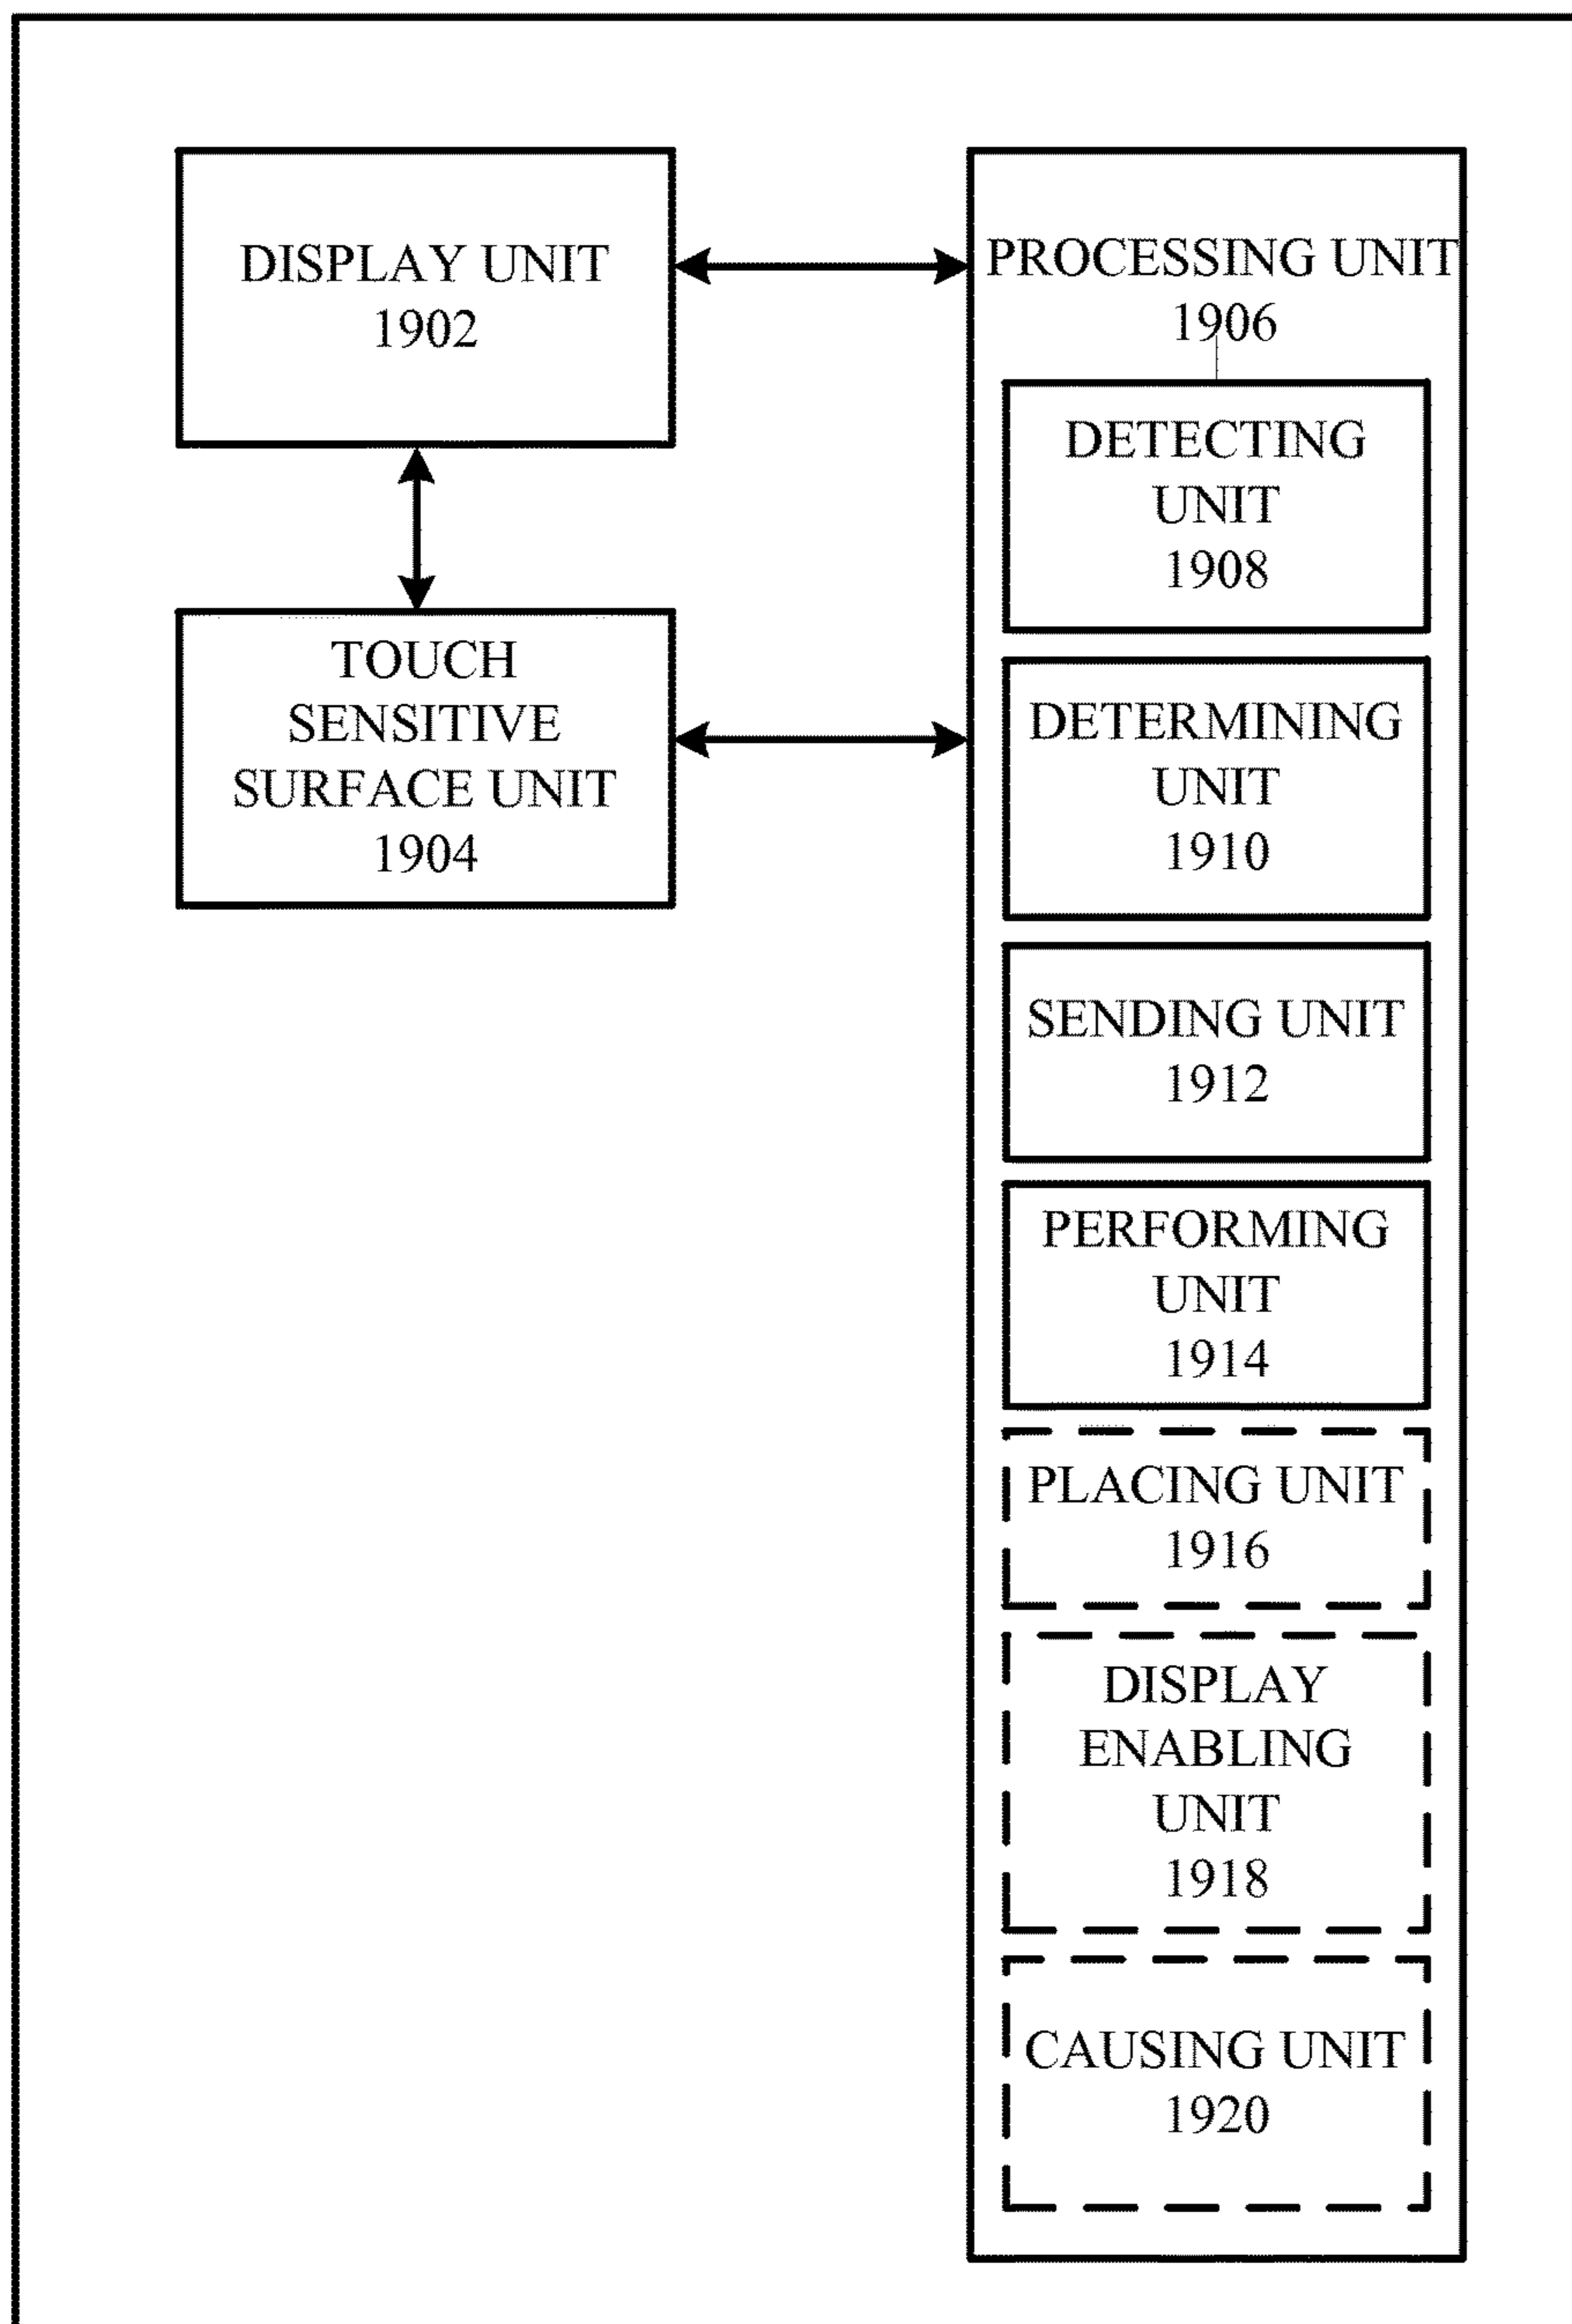 DISPLAY UNIT
1902
TOUCH
SENSITIVE
SURFACE UNIT
1904
PROCESSING UNIT
1906
DETECTING
UNIT
1908
DETERMINING
UNIT
1910
SENDING UNIT
1912
PERFORMING
UNIT
1914
PLACING UNIT
1916
DISPLAY
ENABLING
UNIT
1918
CAUSING UNIT
1920